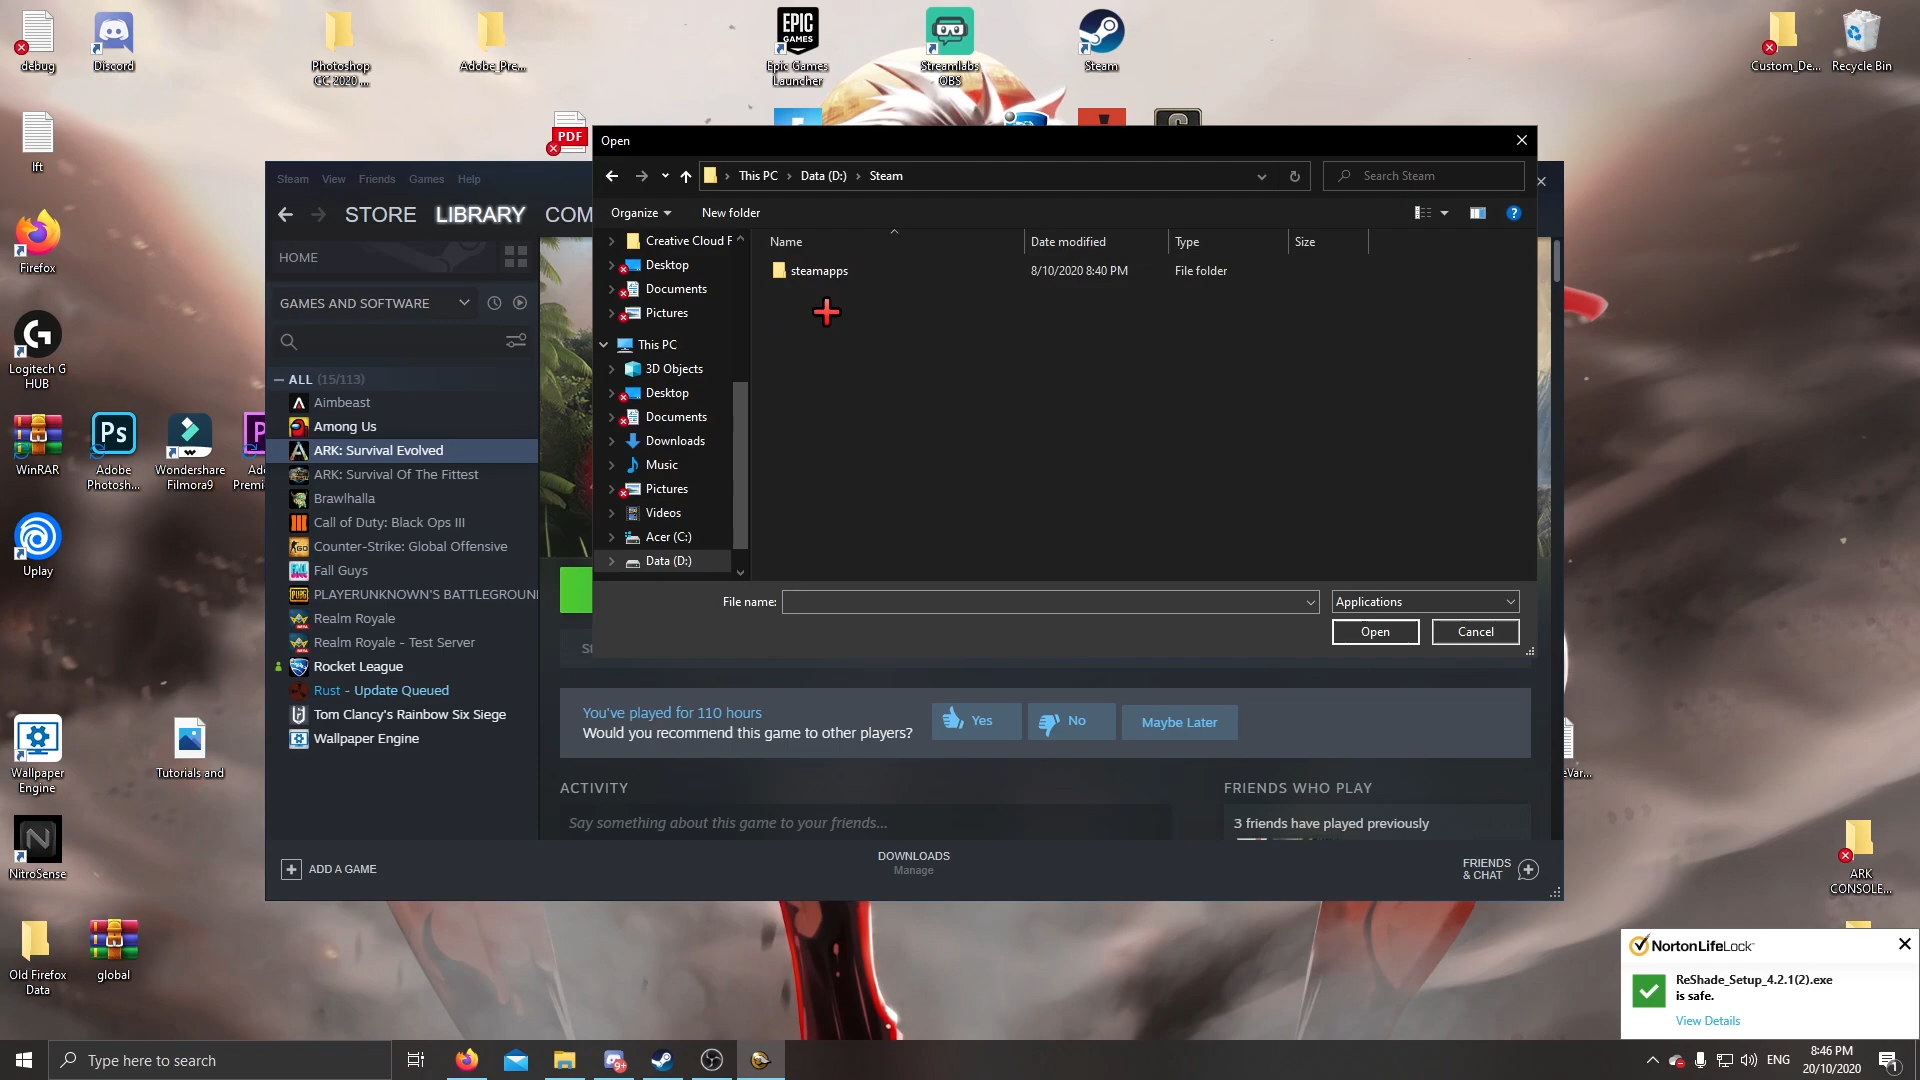 debug
Discord
Photoshop
CC 2020 ...
Adobe_Pre...
EPIC
GAMES
Epic Games
Launcher
Streamlabs
OBS
Steam
Custom_De...
Recycle Bin
lft
PDF
Firefox
Logitech G
HUB
WinRAR
Ps
Adobe
Photosh...
Wondershare
Filmora9
Ado
Premi
Uplay
Wallpaper
Engine
Tutorials and
NitroSense
Old Firefox
Data
global
eVar...
ARK
CONSOLE...
Steam View Friends Games Help
STORE LIBRARY COM
HOME
GAMES AND SOFTWARE
ALL (15/113)
Aimbeast
Among Us
ARK: Survival Evolved
ARK: Survival Of The Fittest
Brawlhalla
Call of Duty: Black Ops III
Counter-Strike: Global Offensive
Fall Guys
PLAYERUNKNOWN'S BATTLEGROUN
Realm Royale
Realm Royale - Test Server
Rocket League
Rust - Update Queued
Tom Clancy's Rainbow Six Siege
Wallpaper Engine
ADD A GAME
Open
This PC Data (D:) Steam
Search Steam
Organize New folder
Name Date modified Type Size
steamapps 8/10/2020 8:40 PM File folder
Creative Cloud F
Desktop
Documents
Pictures
This PC
3D Objects
Desktop
Documents
Downloads
Music
Pictures
Videos
Acer (C:)
Data (D:)
File name:
Applications
Open Cancel
St
You've played for 110 hours
Would you recommend this game to other players?
Yes No Maybe Later
ACTIVITY
Say something about this game to your friends...
FRIENDS WHO PLAY
3 friends have played previously
DOWNLOADS
Manage
FRIENDS
& CHAT
NortonLifeLock
ReShade_Setup_4.2.1(2).exe
is safe.
View Details
Type here to search
9+
ENG
8:46 PM
20/10/2020
1